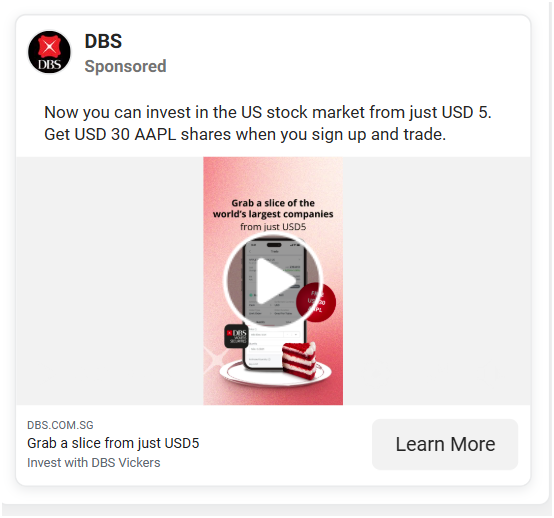 DBS
DBS
Sponsored
Now you can invest in the US stock market from just USD 5.
Get USD 30 AAPL shares when you sign up and trade.
Grab a slice of the
world's largest companies
from just USD5
USD30
AAPL
DBS
DBS.COM.SG
Grab a slice from just USD5
Invest with DBS Vickers
Learn More